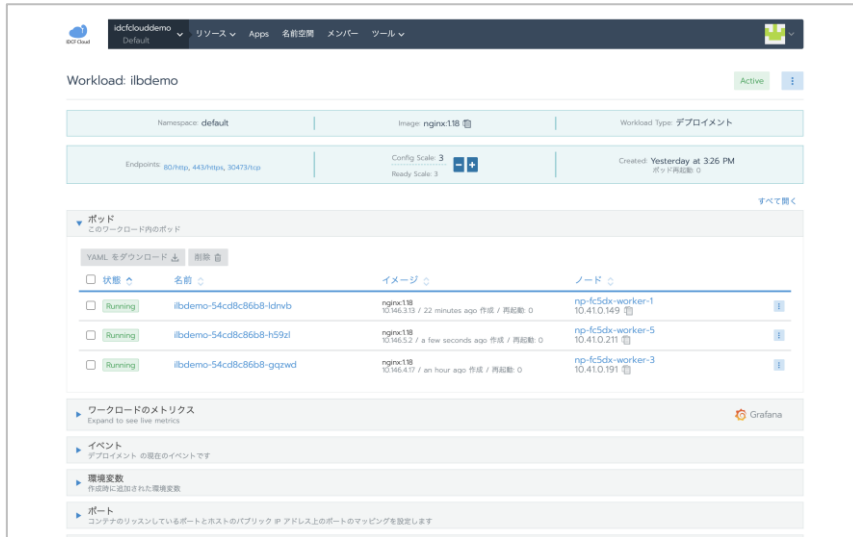 IDCF Cloud
idcfclouddemo
Default
リソース Apps 名前空間 メンバー ツール
Workload: ilbdemo
Active
Namespace: default
Image: nginx:1.18
Workload Type: デプロイメント
Endpoints: 80/http, 443/https, 30473/tcp
Config Scale: 3
Ready Scale: 3
Created: Yesterday at 3:26 PM
ポッド再起動: 0
すべて開く
ポッド
このワークロード内のポッド
YAML をダウンロード 削除
状態 名前 イメージ ノード
Running ilbdemo-54cd8c86b8-ldnvb nginx:1.18 np-fc5dx-worker-1
10.146.3.13 / 22 minutes ago 作成 / 再起動: 0 10.41.0.149
Running ilbdemo-54cd8c86b8-h59zl nginx:1.18 np-fc5dx-worker-5
10.146.5.2 / a few seconds ago 作成 / 再起動: 0 10.41.0.211
Running ilbdemo-54cd8c86b8-gqzwd nginx:1.18 np-fc5dx-worker-3
10.146.4.17 / an hour ago 作成 / 再起動: 0 10.41.0.191
ワークロードのメトリクス
Expand to see live metrics
Grafana
イベント
デプロイメント の現在のイベントです
環境変数
作成時に追加された環境変数
ポート
コンテナのリッスンしているポートとホストのパブリック IP アドレス上のポートのマッピングを設定します